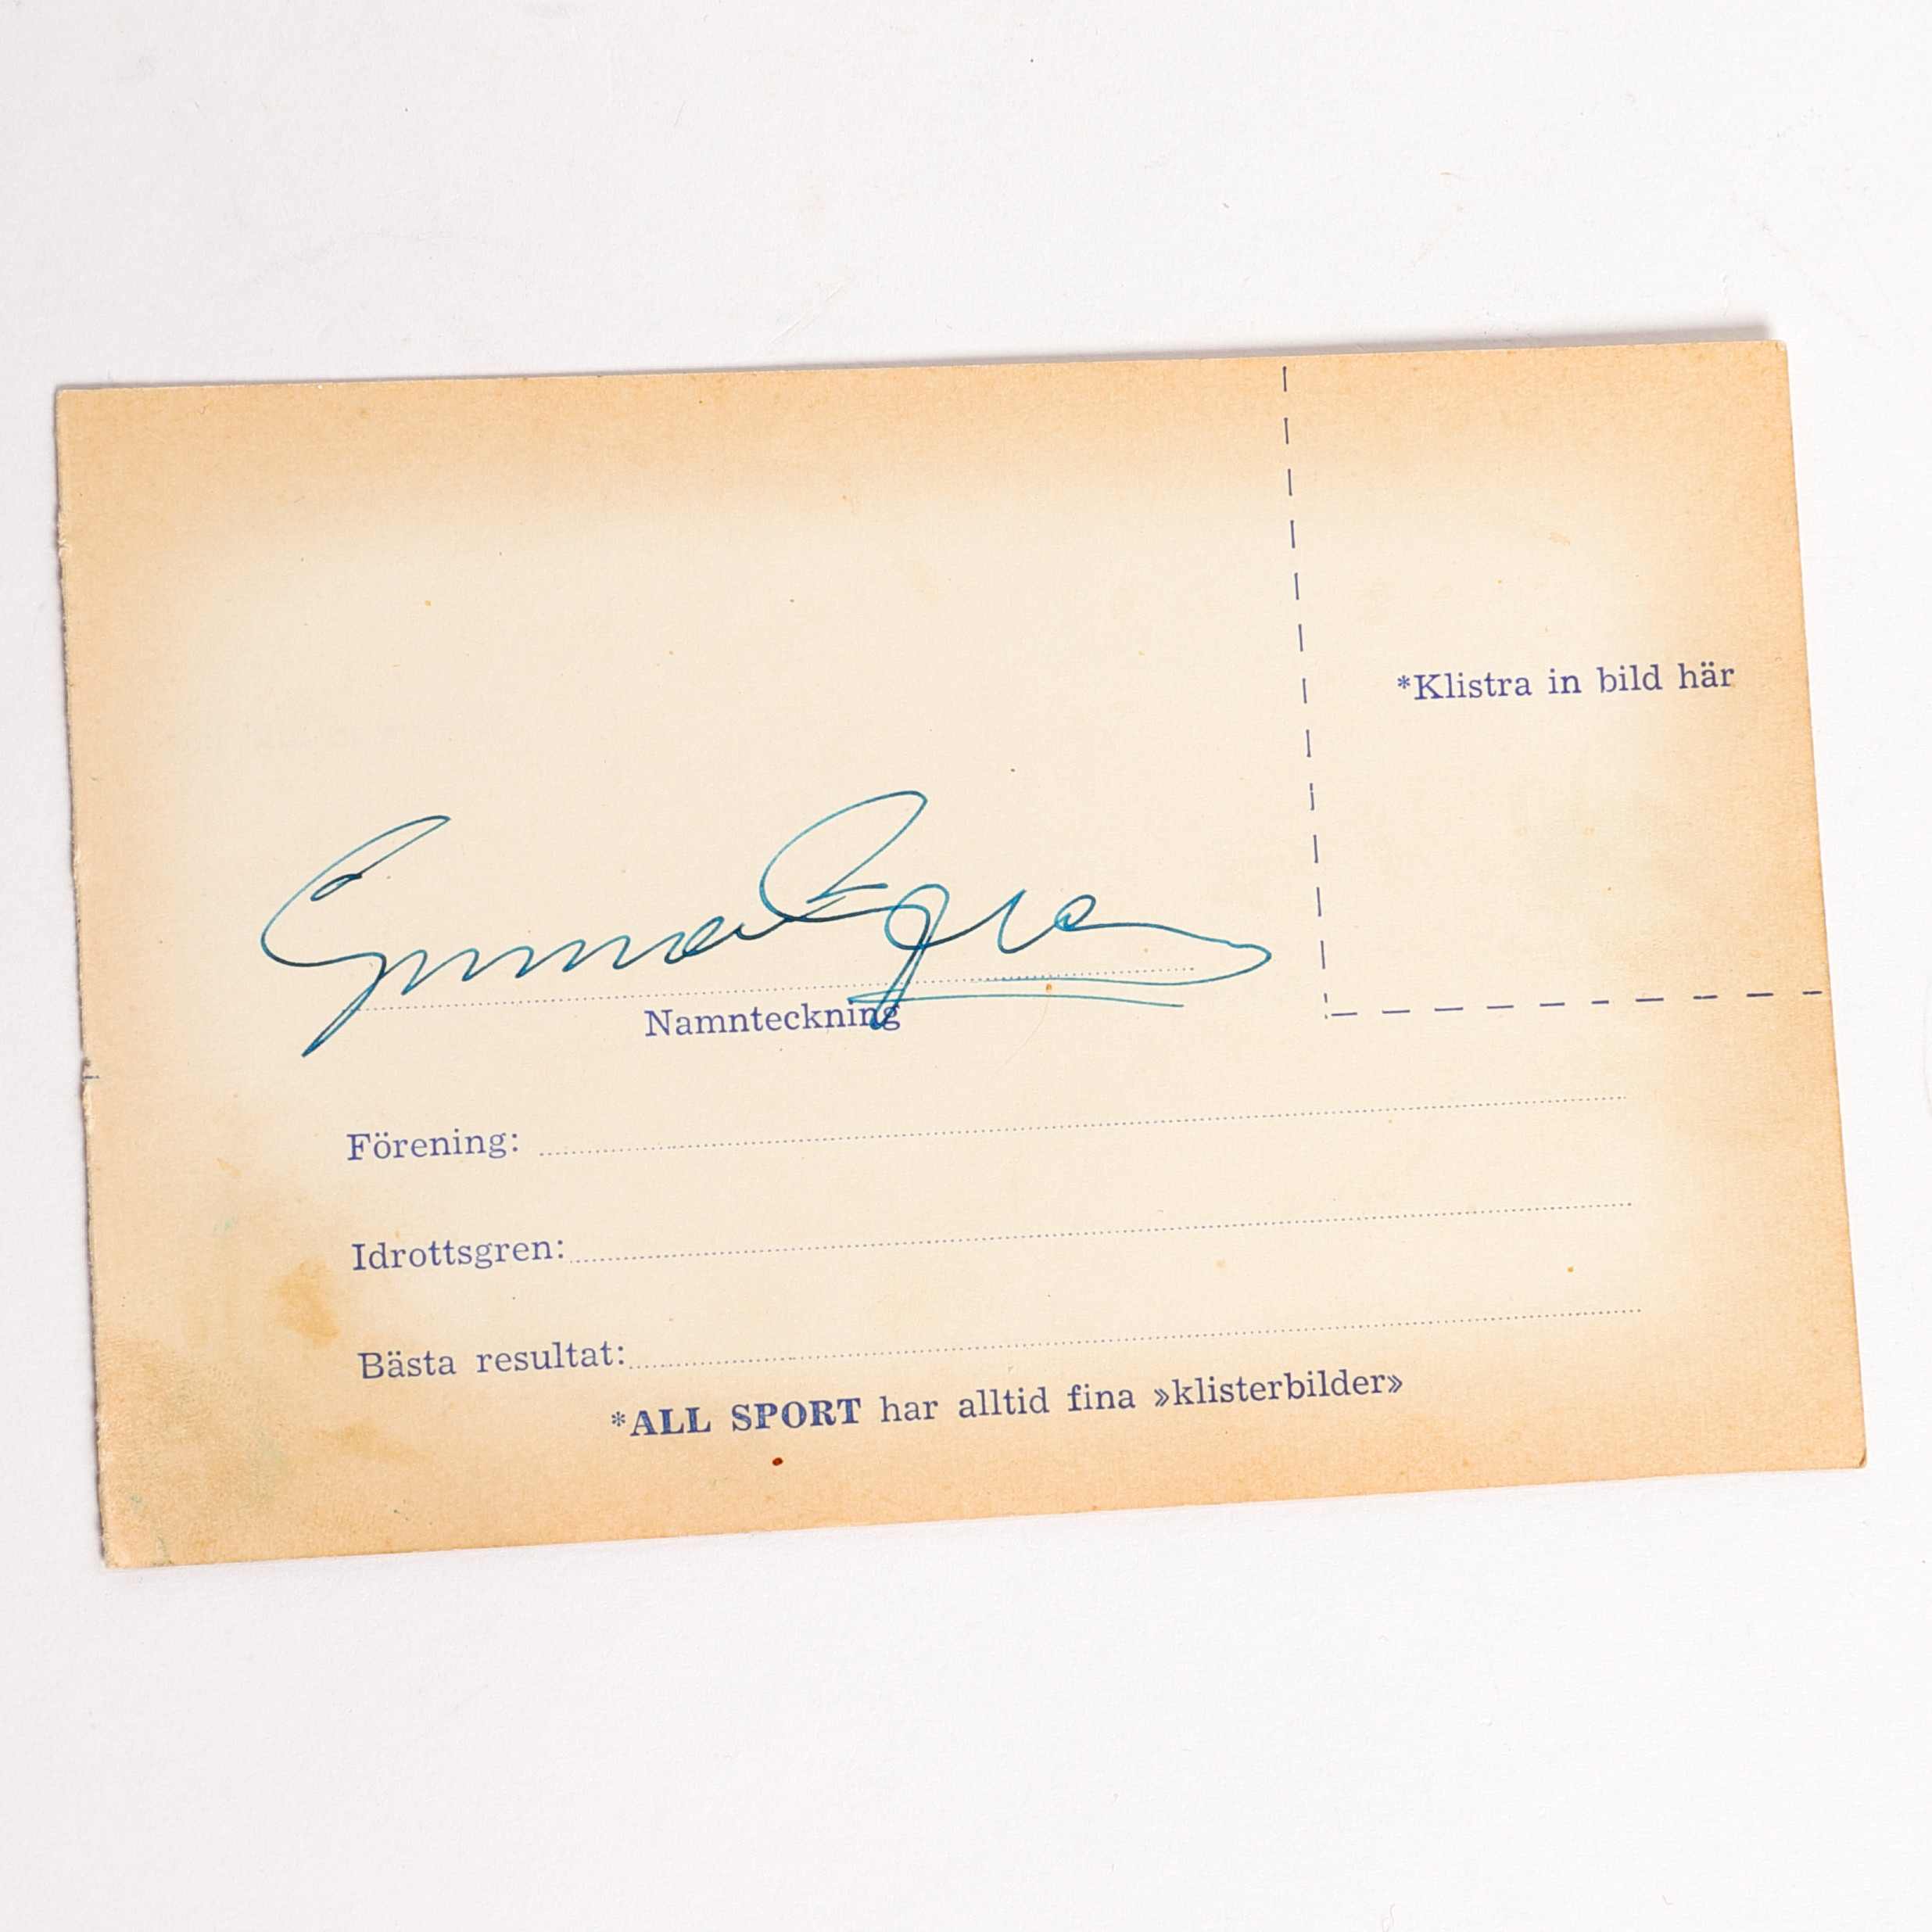 *Klistra in bild här
Namnteckning
Förening:
Idrottsgren:
Bästa resultat:
*ALL SPORT har alltid fina »klisterbilder»